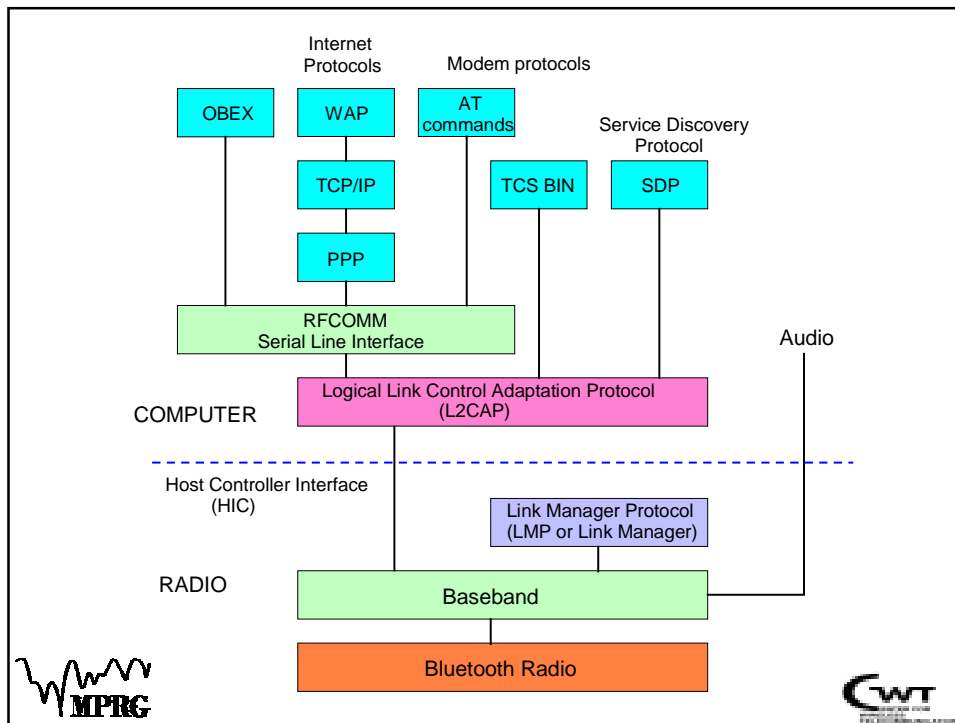 Internet
Protocols
Modem protocols
OBEX
WAP
AT
commands
Service Discovery
Protocol
TCP/IP
TCS BIN
SDP
PPP
RFCOMM
Serial Line Interface
Audio
Logical Link Control Adaptation Protocol
(L2CAP)
COMPUTER
Host Controller Interface
(HIC)
Link Manager Protocol
(LMP or Link Manager)
RADIO
Baseband
Bluetooth Radio
MPRG
CWT